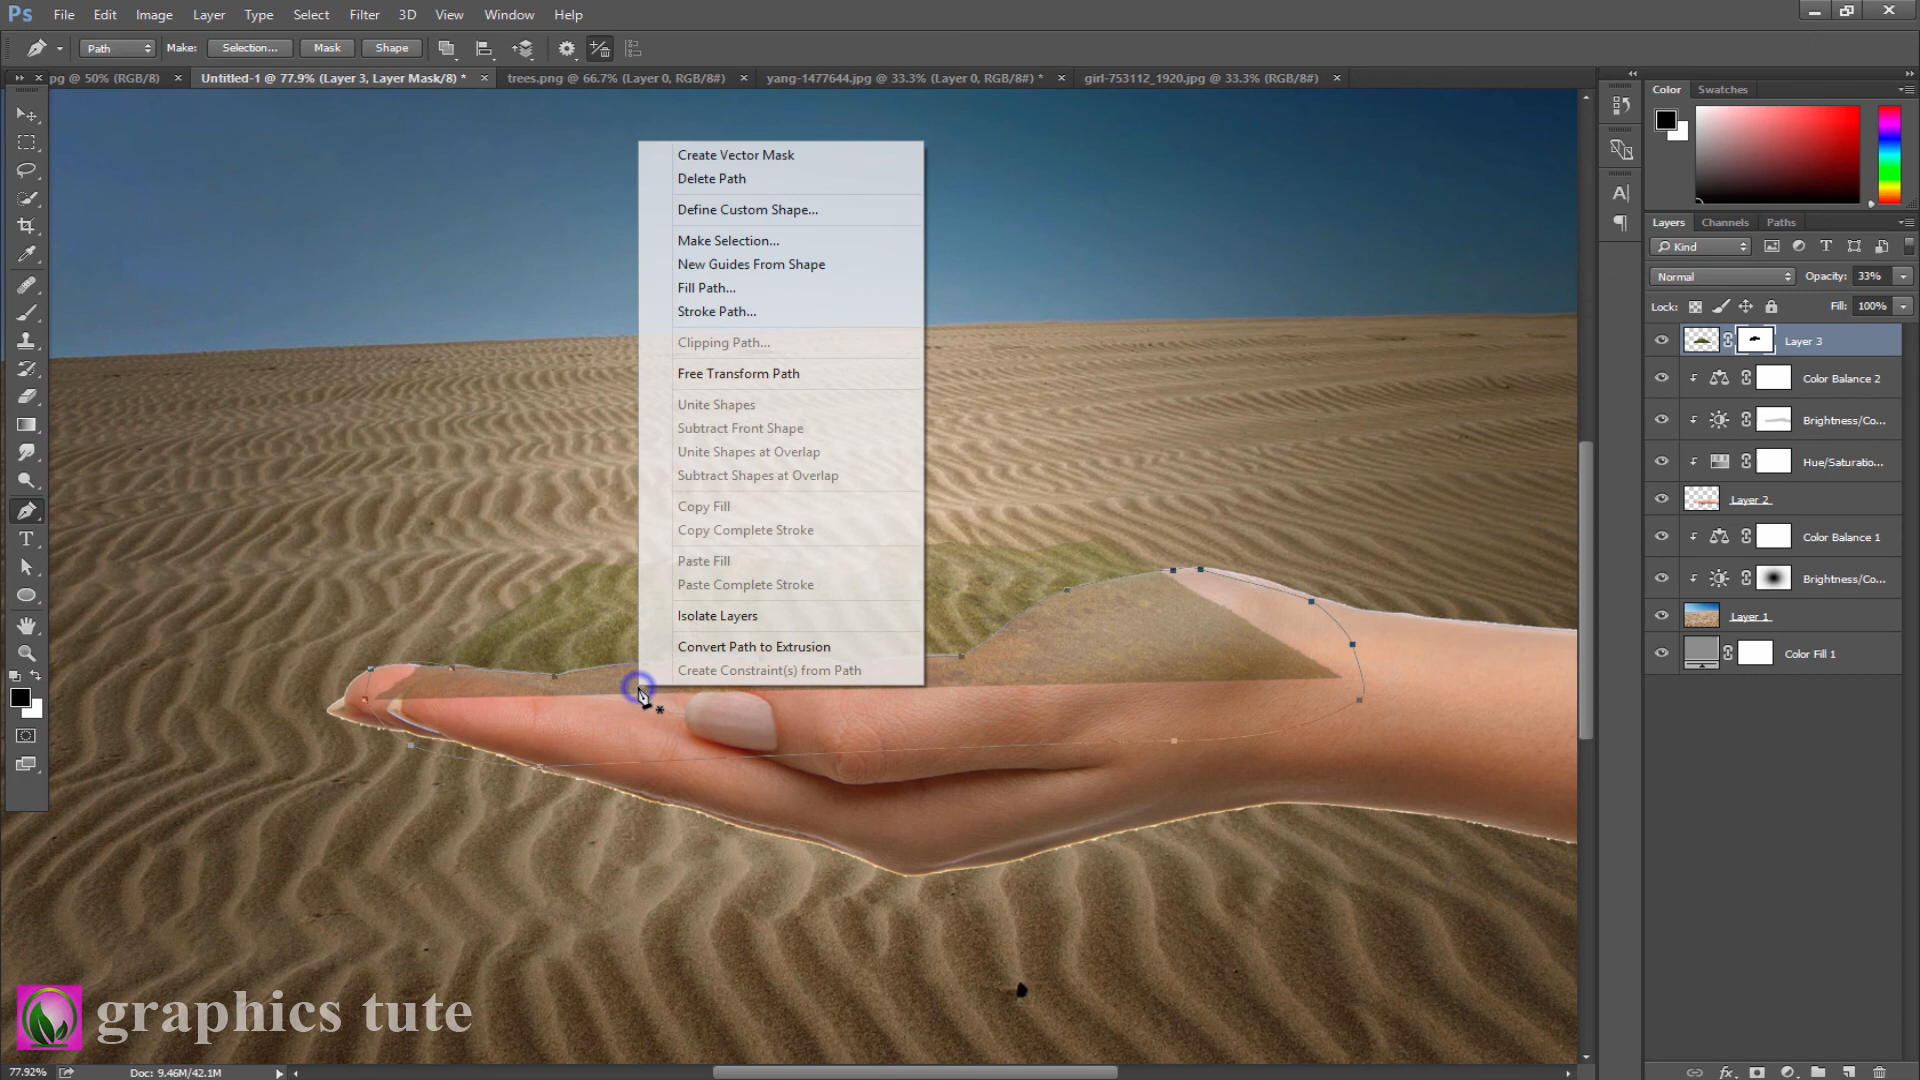 Ps File Edit Image Layer Type Select Filter 3D View Window Help
Path Make: Selection... Mask Shape
pg @ 50% (RGB/8) Untitled-1 @ 77.9% (Layer 3, Layer Mask/8) * trees.png @ 66.7% (Layer 0, RGB/8#) yang-1477644.jpg @ 33.3% (Layer 0, RGB/8#) * girl-753112_1920.jpg @ 33.3% (RGB/8#)
Color Swatches
Create Vector Mask
Delete Path
Define Custom Shape...
Make Selection...
New Guides From Shape
Fill Path...
Stroke Path...
Clipping Path...
Free Transform Path
Unite Shapes
Subtract Front Shape
Unite Shapes at Overlap
Subtract Shapes at Overlap
Copy Fill
Copy Complete Stroke
Paste Fill
Paste Complete Stroke
Isolate Layers
Convert Path to Extrusion
Create Constraint(s) from Path
Layers Channels Paths
Kind
Normal Opacity: 33%
Lock: Fill: 100%
Layer 3
Color Balance 2
Brightness/Co...
Hue/Saturatio...
Layer 2
Color Balance 1
Brightness/Co...
Layer 1
Color Fill 1
graphics tute
77.92% Doc: 9.46M/42.1M